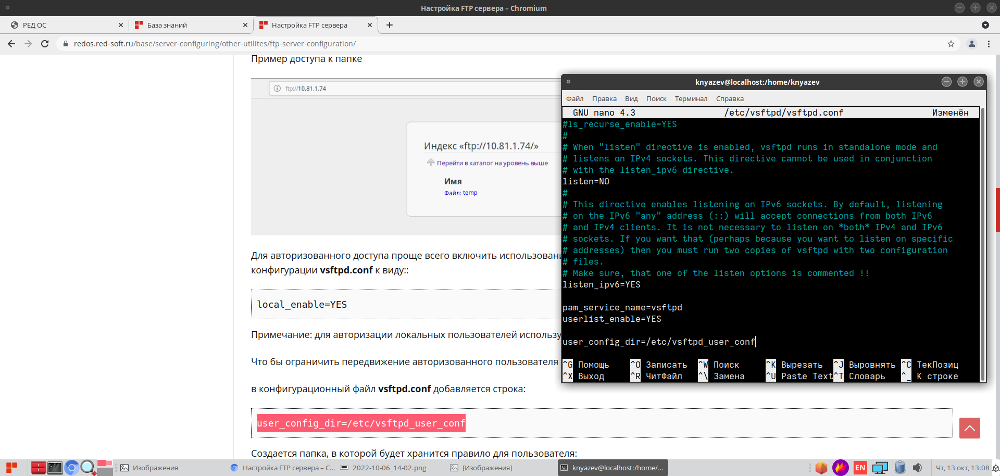 Настройка FTP сервера – Chromium
РЕД ОС
База знаний
Настройка FTP сервера
redos.red-soft.ru/base/server-configuring/other-utilites/ftp-server-configuration/
Пример доступа к папке
ftp://10.81.1.74
Индекс «ftp://10.81.1.74/»
Перейти в каталог на уровень выше
Имя
Файл: temp
Для авторизованного доступа проще всего включить
конфигурации vsftpd.conf к виду::
local_enable=YES
Примечание: для авторизации локальных пользователей
Что бы ограничить передвижение авторизованного пользователя
в конфигурационный файл vsftpd.conf добавляется строка:
user_config_dir=/etc/vsftpd_user_conf
Создается папка, в которой будет хранится правило для пользователя:
knyazev@localhost:/home/knyazev
Файл Правка Вид Поиск Терминал Справка
GNU nano 4.3 /etc/vsftpd/vsftpd.conf Изменён
#ls_recurse_enable=YES
#
# When "listen" directive is enabled, vsftpd runs in standalone mode and
# listens on IPv4 sockets. This directive cannot be used in conjunction
# with the listen_ipv6 directive.
listen=NO
#
# This directive enables listening on IPv6 sockets. By default, listening
# on the IPv6 "any" address (::) will accept connections from both IPv6
# and IPv4 clients. It is not necessary to listen on *both* IPv4 and IPv6
# sockets. If you want that (perhaps because you want to listen on specific
# addresses) then you must run two copies of vsftpd with two configuration
# files.
# Make sure, that one of the listen options is commented !!
listen_ipv6=YES
pam_service_name=vsftpd
userlist_enable=YES
user_config_dir=/etc/vsftpd_user_conf
^G Помощь ^O Записать ^W Поиск ^K Вырезать ^J Выровнять ^C ТекПозиц
^X Выход ^R ЧитФайл ^\ Замена ^U Paste Text ^T Словарь ^_ К строке
Изображения
Настройка FTP сервера – C...
2022-10-06_14-02.png
[Изображения]
knyazev@localhost:/home/...
EN
Чт, 13 окт, 13:08